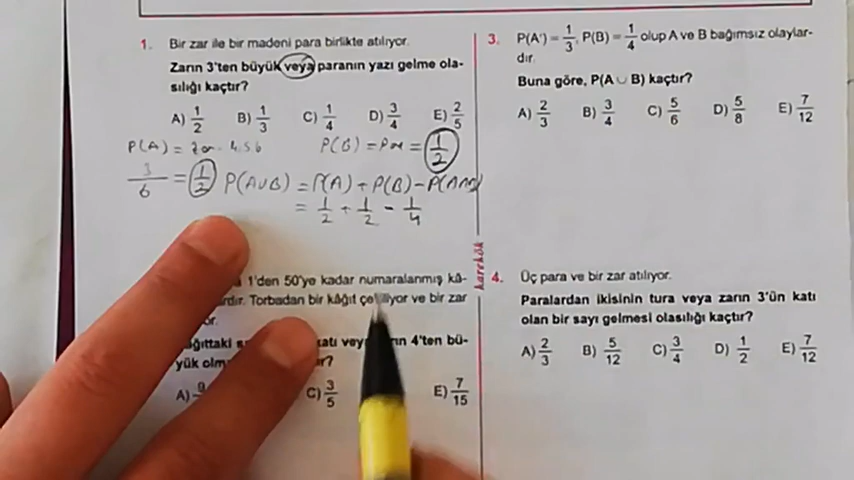 1. Bir zar ile bir madeni para birlikte atılıyor.
Zarın 3'ten büyük veya paranın yazı gelme ola-
sılığı kaçtır?
A) 1/2 B) 1/3 C) 1/4 D) 3/4 E) 2/5
P(A) = zar. 4.5.6 P(B) = = 1/2
3/6 = 1/2 P(A∪B) = P(A) + P(B) - P(A∩B)
= 1/2 + 1/2 - 1/4
1'den 50'ye kadar numaralanmış kâ-
Torbadan bir kâğıt çekiliyor ve bir zar
katı veya 4'ten bü-
yük
A) C) 3/5 E) 7/15
karekök
3. P(A') = 1/3, P(B) = 1/4 olup A ve B bağımsız olaylar-
dır.
Buna göre, P(A ∪ B) kaçtır?
A) 2/3 B) 3/4 C) 5/6 D) 5/8 E) 7/12
4. Üç para ve bir zar atılıyor.
Paralardan ikisinin tura veya zarın 3'ün katı
olan bir sayı gelmesi olasılığı kaçtır?
A) 2/3 B) 5/12 C) 3/4 D) 1/2 E) 7/12